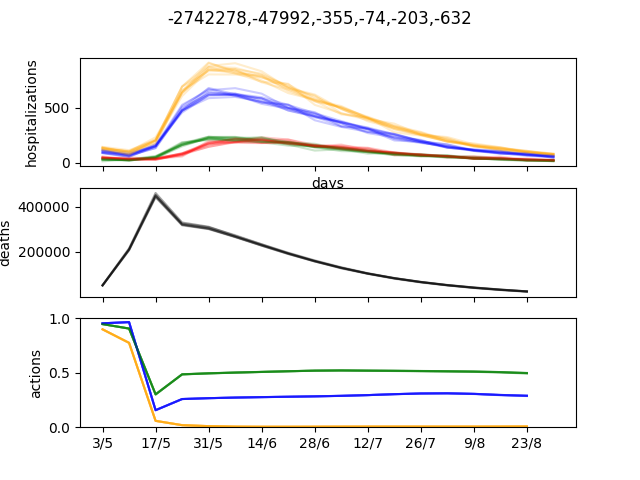 -2742278,-47992,-355,-74,-203,-632
hospitalizations
500
0
days
deaths
400000
200000
actions
1.0
0.5
0.0
3/5 17/5 31/5 14/6 28/6 12/7 26/7 9/8 23/8